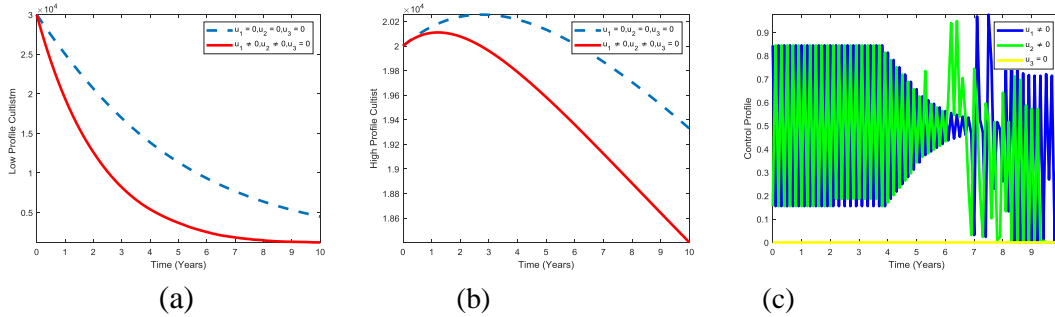 3 ×10⁴
2.5
2
1.5
1
0.5
0 1 2 3 4 5 6 7 8 9 10
Time (Years)
Low Profile Cultistm
u₁ = 0,u₂ = 0,u₃ = 0
u₁ ≠ 0,u₂ ≠ 0,u₃ = 0
(a)
×10⁴
2.02
2
1.98
1.96
1.94
1.92
1.9
1.88
1.86
0 1 2 3 4 5 6 7 8 9 10
Time (Years)
High Profile Cultist
u₁ = 0,u₂ = 0,u₃ = 0
u₁ ≠ 0,u₂ ≠ 0,u₃ = 0
(b)
0.9
0.8
0.7
0.6
0.5
0.4
0.3
0.2
0.1
0
0 1 2 3 4 5 6 7 8 9
Time (Years)
Control Profile
u₁ ≠ 0
u₂ ≠ 0
u₃ = 0
(c)